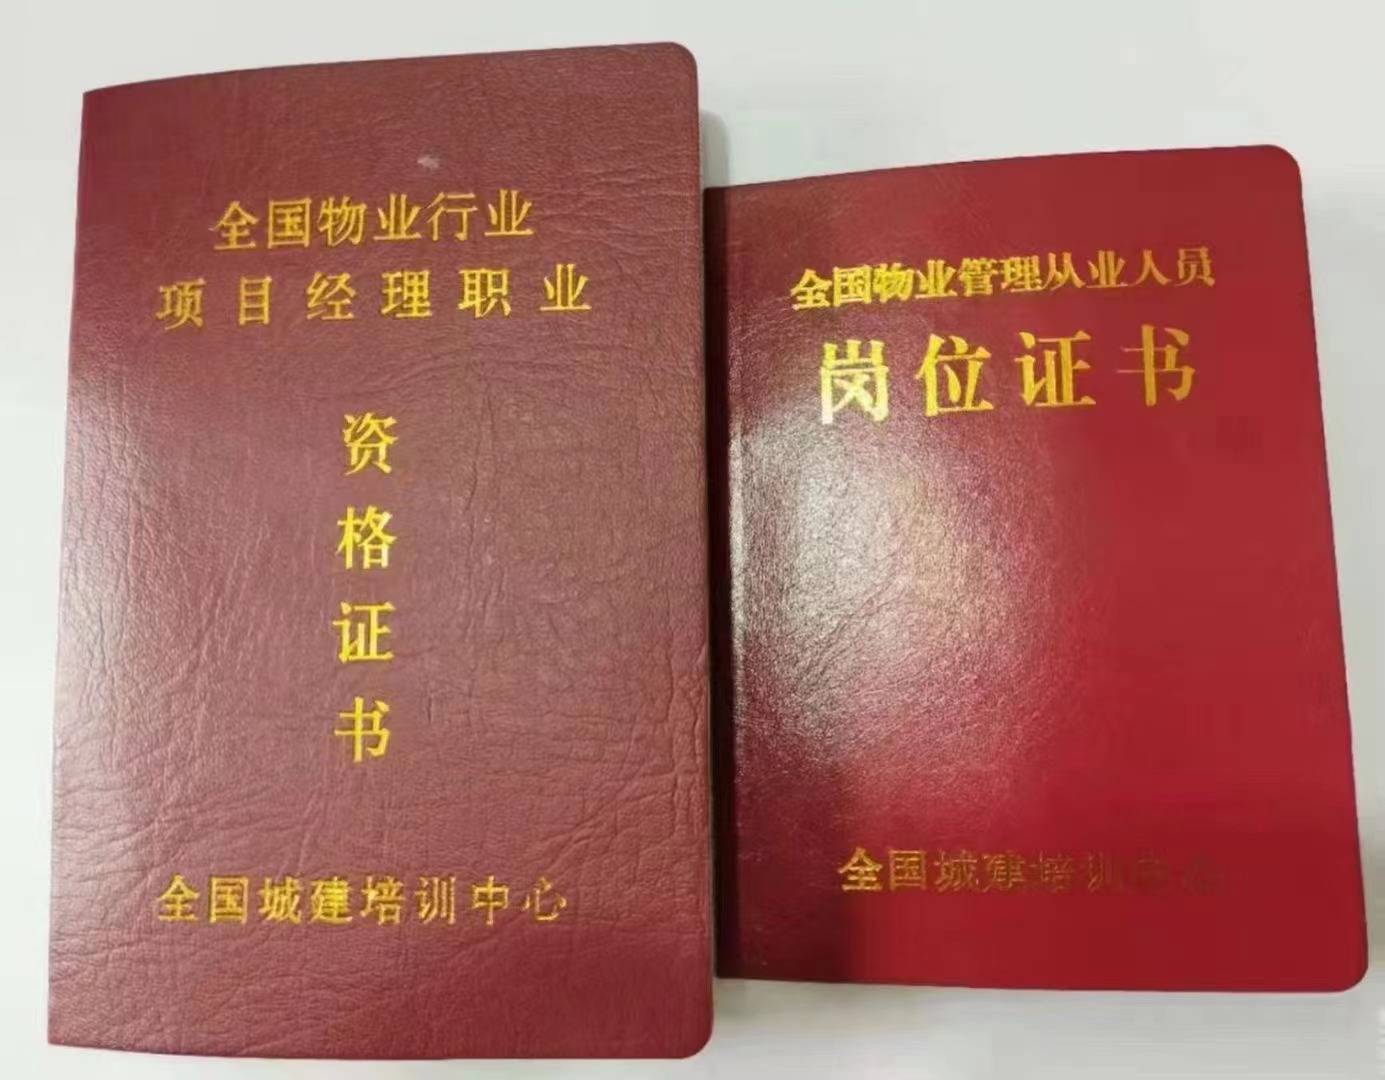 全国物业行业
项目经理职业
资
格
证
书
全国城建培训中心
全国物业管理从业人员
岗位证书
全国城建培训中心